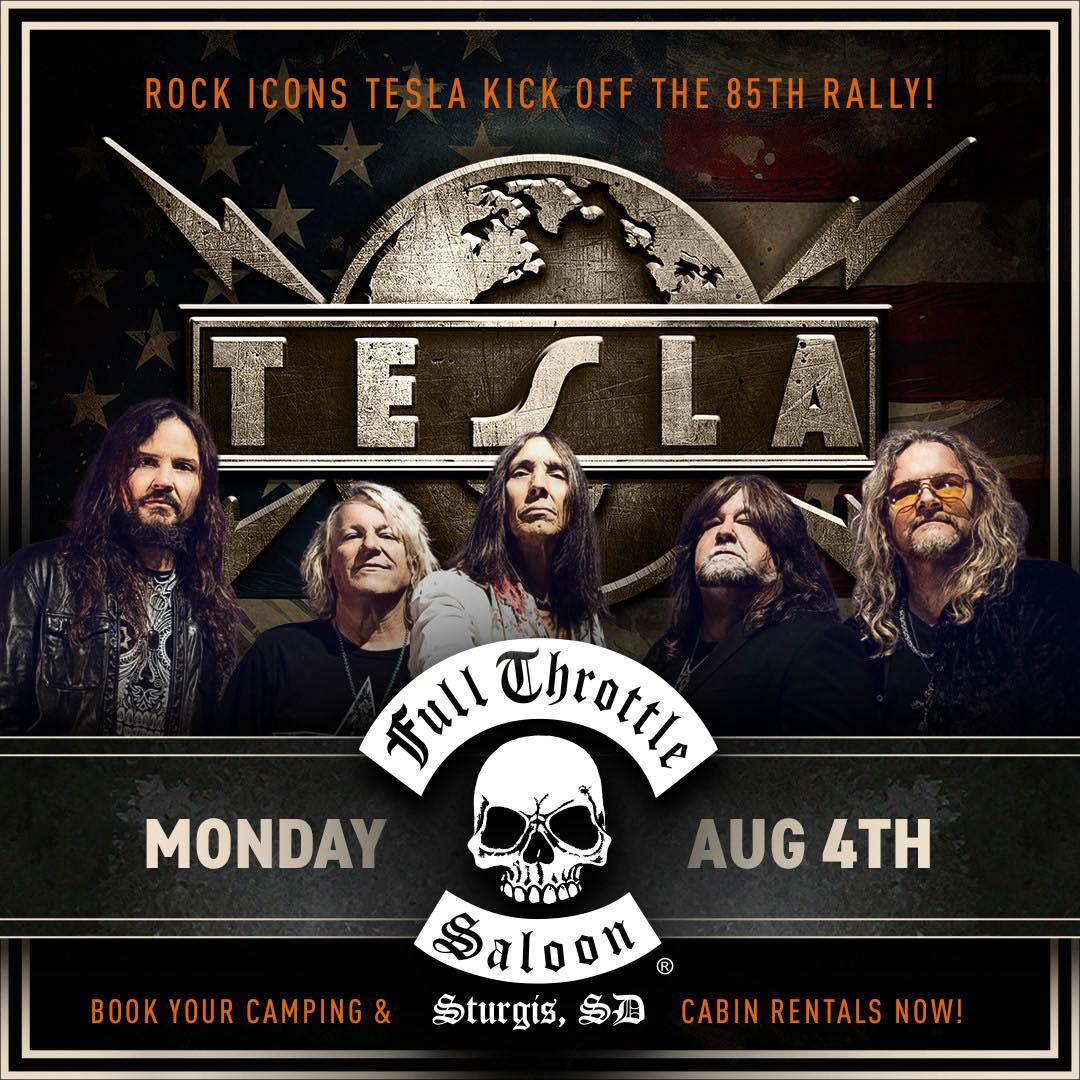 ROCK ICONS TESLA KICK OFF THE 85TH RALLY!
TESLA
Full Throttle
MONDAY
AUG 4TH
Saloon
®
BOOK YOUR CAMPING &
Sturgis, SD
CABIN RENTALS NOW!